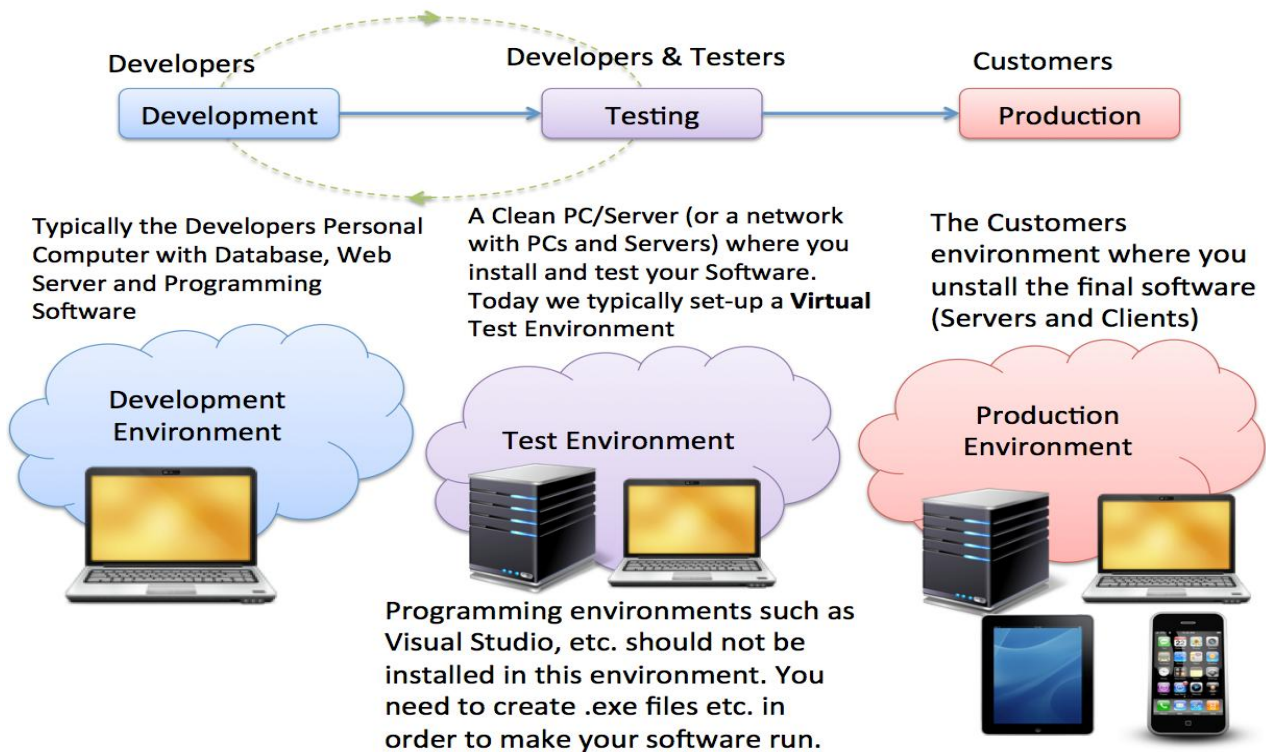 Developers
Developers & Testers
Customers
Development
Testing
Production
Typically the Developers Personal
Computer with Database, Web
Server and Programming
Software
A Clean PC/Server (or a network
with PCs and Servers) where you
install and test your Software.
Today we typically set-up a Virtual
Test Environment
The Customers
environment where you
unstall the final software
(Servers and Clients)
Development
Environment
Test Environment
Production
Environment
Programming environments such as
Visual Studio, etc. should not be
installed in this environment. You
need to create .exe files etc. in
order to make your software run.